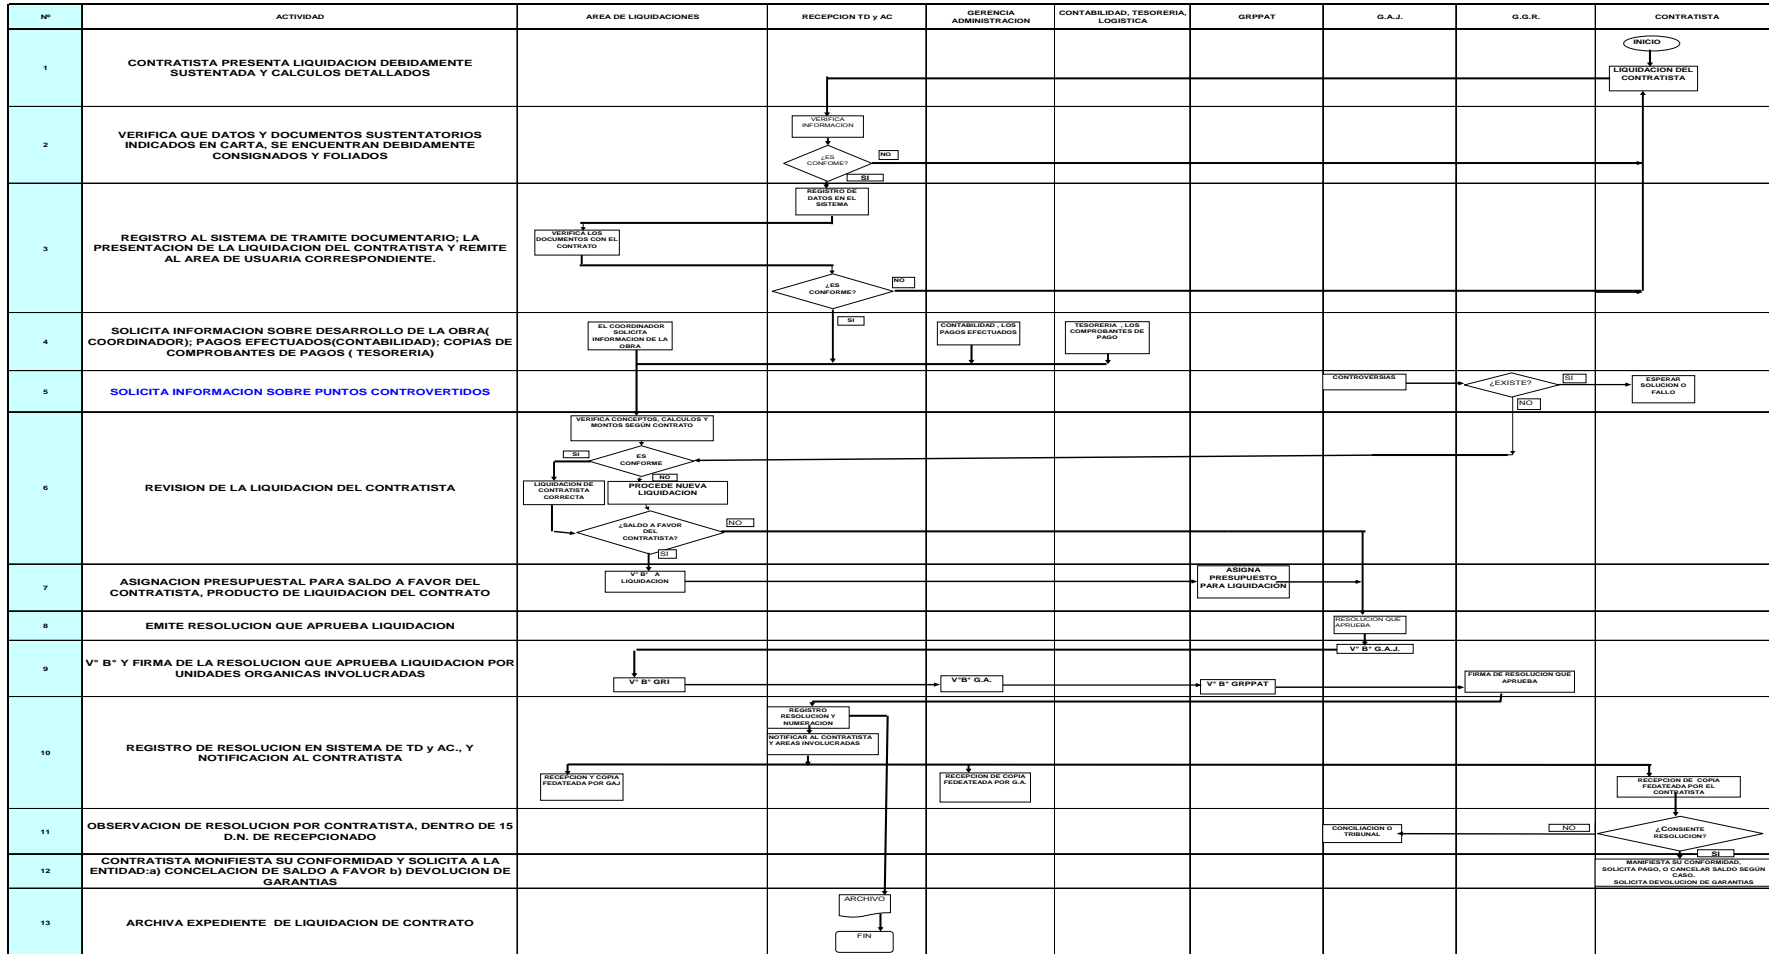 Nº
ACTIVIDAD
AREA DE LIQUIDACIONES
RECEPCION TD y AC
GERENCIA
ADMINISTRACION
CONTABILIDAD, TESORERIA,
LOGISTICA
GRPPAT
G.A.J.
G.G.R.
CONTRATISTA
1
CONTRATISTA PRESENTA LIQUIDACION DEBIDAMENTE
SUSTENTADA Y CALCULOS DETALLADOS
INICIO
LIQUIDACION DEL
CONTRATISTA
2
VERIFICA QUE DATOS Y DOCUMENTOS SUSTENTATORIOS
INDICADOS EN CARTA, SE ENCUENTRAN DEBIDAMENTE
CONSIGNADOS Y FOLIADOS
VERIFICA
INFORMACION
¿ES
CONFOME?
NO
SI
3
REGISTRO AL SISTEMA DE TRAMITE DOCUMENTARIO; LA
PRESENTACION DE LA LIQUIDACION DEL CONTRATISTA Y REMITE
AL AREA DE USUARIA CORRESPONDIENTE.
REGISTRO DE
DATOS EN EL
SISTEMA
VERIFICA LOS
DOCUMENTOS CON EL
CONTRATO
¿ES
CONFORME?
NO
4
SOLICITA INFORMACION SOBRE DESARROLLO DE LA OBRA(
COORDINADOR); PAGOS EFECTUADOS(CONTABILIDAD); COPIAS DE
COMPROBANTES DE PAGOS ( TESORERIA)
EL COORDINADOR
SOLICITA
INFORMACION DE LA
OBRA
SI
CONTABILIDAD , LOS
PAGOS EFECTUADOS
TESORERIA , LOS
COMPROBANTES DE
PAGO
5
SOLICITA INFORMACION SOBRE PUNTOS CONTROVERTIDOS
CONTROVERSIAS
¿EXISTE?
SI
NO
ESPERAR
SOLUCION O
FALLO
6
REVISION DE LA LIQUIDACION DEL CONTRATISTA
VERIFICA CONCEPTOS, CALCULOS Y
MONTOS SEGÚN CONTRATO
SI
ES
CONFORME
NO
LIQUIDACION DE
CONTRATISTA
CORRECTA
PROCEDE NUEVA
LIQUIDACION
¿SALDO A FAVOR
DEL
CONTRATISTA?
NO
SI
7
ASIGNACION PRESUPUESTAL PARA SALDO A FAVOR DEL
CONTRATISTA, PRODUCTO DE LIQUIDACION DEL CONTRATO
V° B° A
LIQUIDACION
ASIGNA
PRESUPUESTO
PARA LIQUIDACIÓN
8
EMITE RESOLUCION QUE APRUEBA LIQUIDACION
RESOLUCION QUE
APRUEBA
9
V° B° Y FIRMA DE LA RESOLUCION QUE APRUEBA LIQUIDACION POR
UNIDADES ORGANICAS INVOLUCRADAS
V° B° G.A.J.
V° B° GRI
V°B° G.A.
V° B° GRPPAT
FIRMA DE RESOLUCION QUE
APRUEBA
10
REGISTRO DE RESOLUCION EN SISTEMA DE TD y AC., Y
NOTIFICACION AL CONTRATISTA
REGISTRO
RESOLUCION Y
NUMERACION
NOTIFICAR AL CONTRATISTA
Y AREAS INVOLUCRADAS
RECEPCION Y COPIA
FEDATEADA POR GAJ
RECEPCION DE COPIA
FEDEATEADA POR G.A.
RECEPCION DE COPIA
FEDATEADA POR EL
CONTRATISTA
11
OBSERVACION DE RESOLUCION POR CONTRATISTA, DENTRO DE 15
D.N. DE RECEPCIONADO
CONCILIACION O
TRIBUNAL
NO
¿CONSIENTE
RESOLUCION?
SI
12
CONTRATISTA MONIFIESTA SU CONFORMIDAD Y SOLICITA A LA
ENTIDAD:a) CONCELACION DE SALDO A FAVOR b) DEVOLUCION DE
GARANTIAS
MANIFIESTA SU CONFORMIDAD,
SOLICITA PAGO, O CANCELAR SALDO SEGÚN
CASO.
SOLICITA DEVOLUCION DE GARANTIAS
13
ARCHIVA EXPEDIENTE DE LIQUIDACION DE CONTRATO
ARCHIVO
FIN